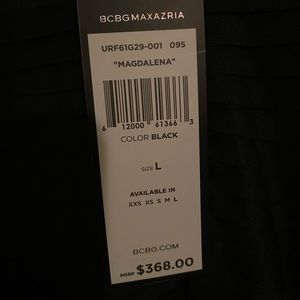 BCBGMAXAZRIA
URF61G29-001 095
"MAGDALENA"
6 12000 61366 3
COLOR BLACK
SIZE L
AVAILABLE IN
XXS XS S M L
BCBG.COM
MSRP $368.00